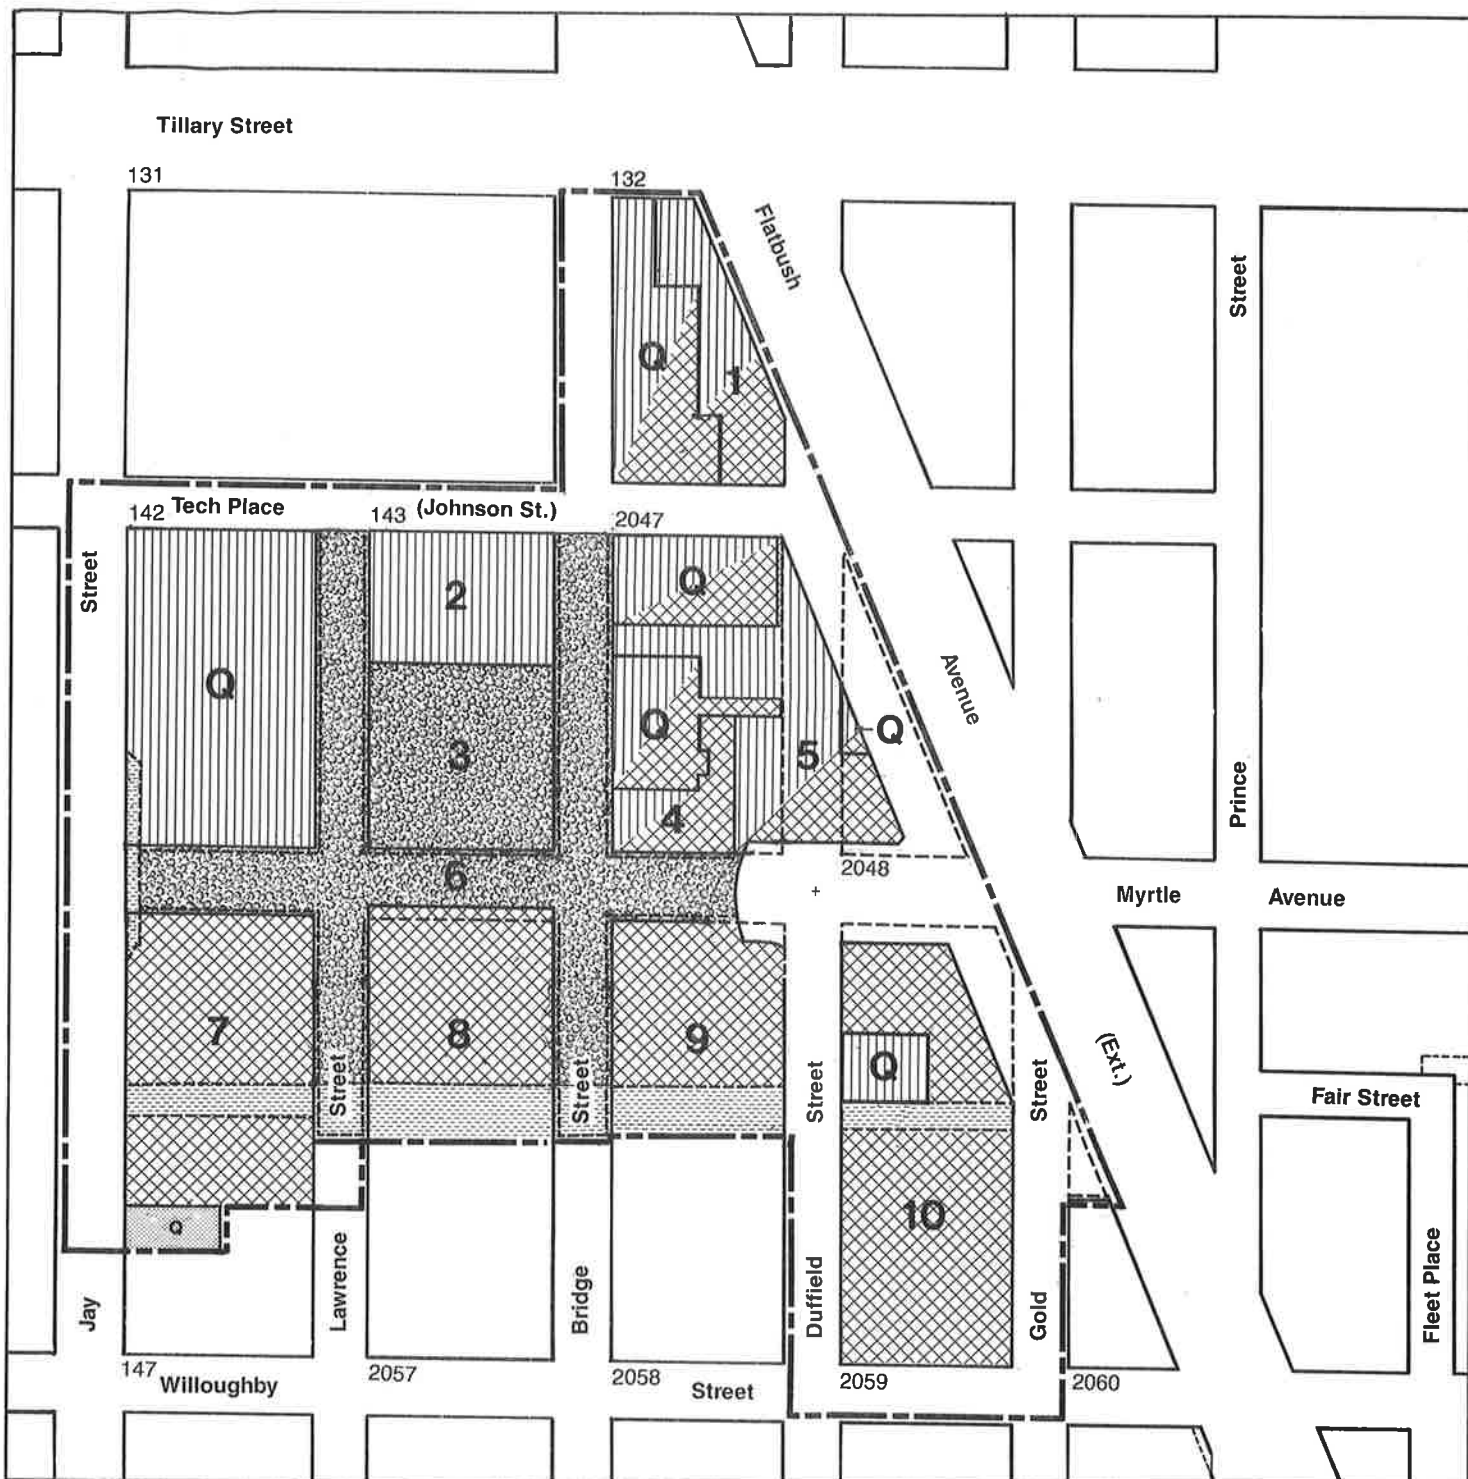 Tillary Street
131
132
Flatbush
Street
Q
1
Tech Place
(Johnson St.)
142
143
2047
Street
2
Q
Q
Avenue
Q
3
Q
5
Q
4
Prince
6
2048
Myrtle
Avenue
7
8
9
Q
(Ext.)
Street
Street
Street
Street
Fair Street
10
Q
Jay
Lawrence
Bridge
Duffield
Gold
Fleet Place
147
Willoughby
2057
2058
Street
2059
2060